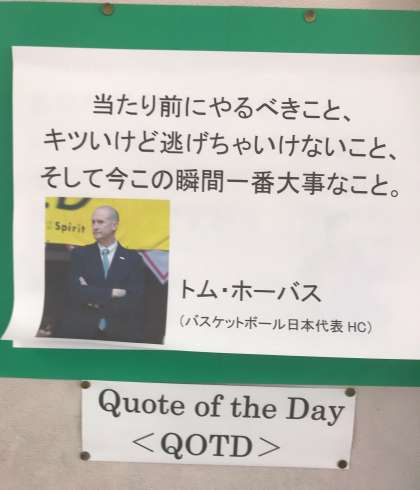 当たり前にやるべきこと、
キツいけど逃げちゃいけないこと、
そして今この瞬間一番大事なこと。
Spirit
トム・ホーバス
(バスケットボール日本代表 HC)
Quote of the Day
＜QOTD＞